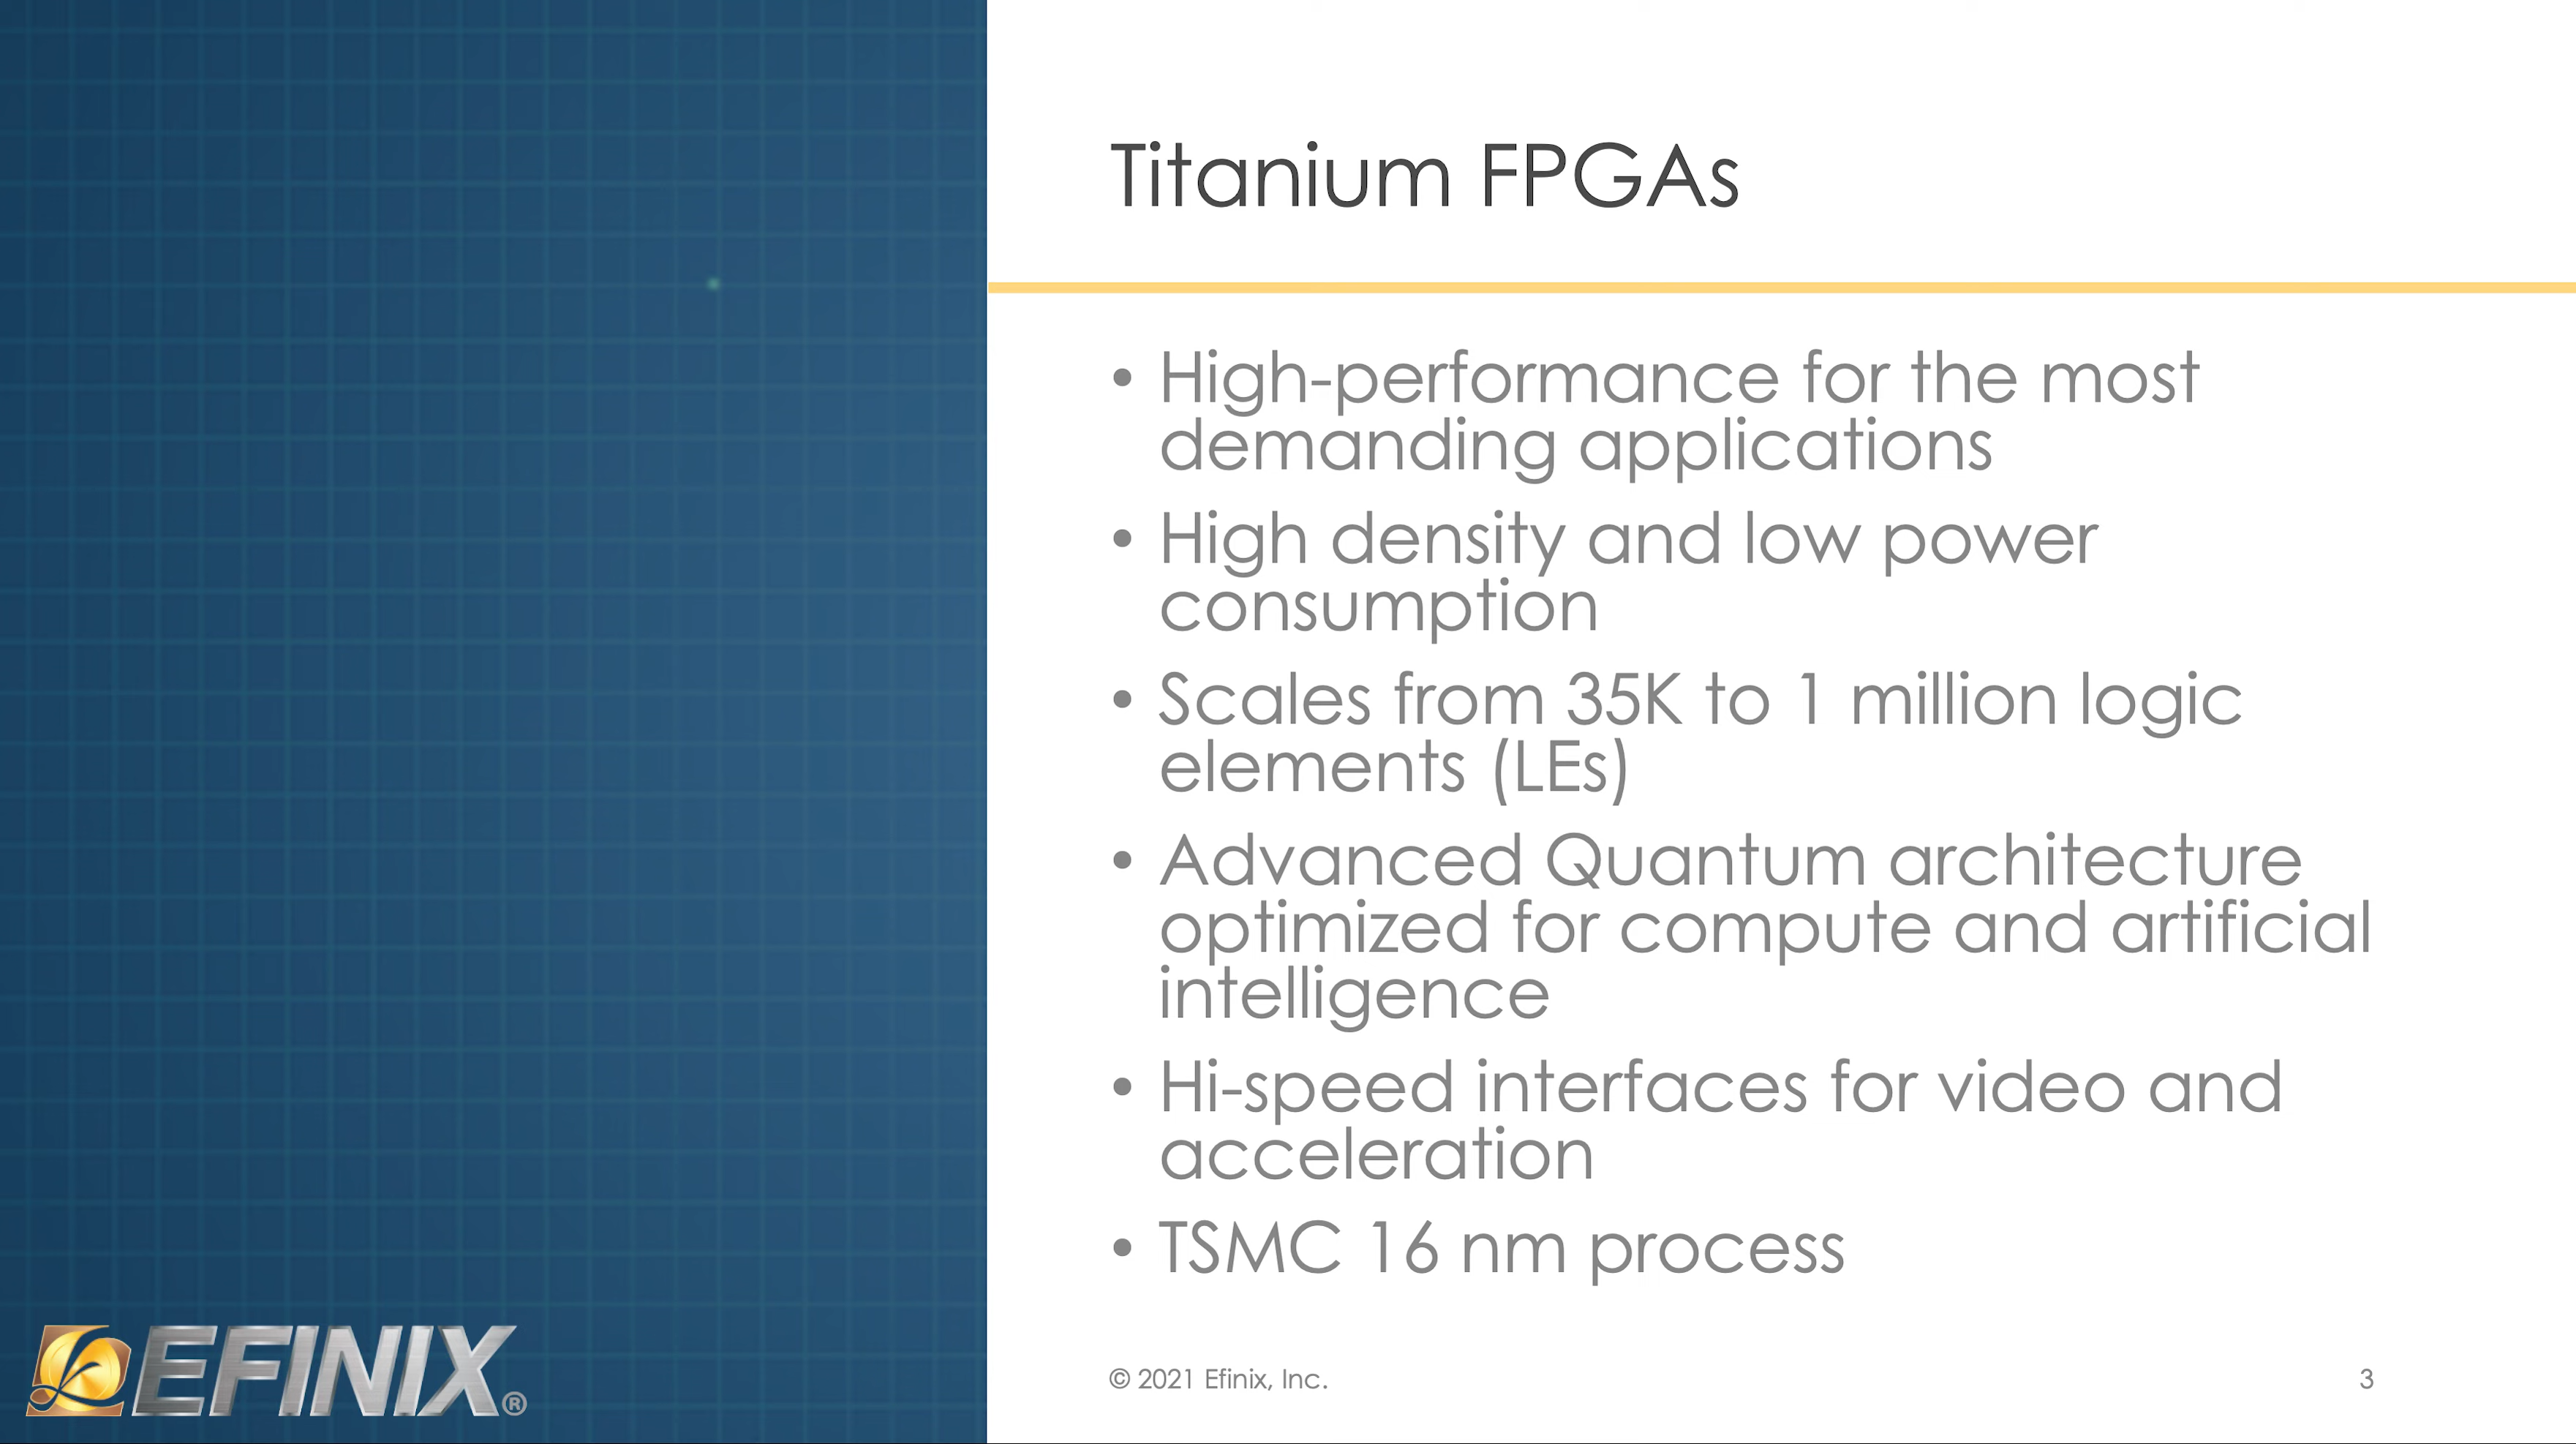 Titanium FPGAs
• High-performance for the most
demanding applications
• High density and low power
consumption
• Scales from 35K to 1 million logic
elements (LEs)
• Advanced Quantum architecture
optimized for compute and artificial
intelligence
• Hi-speed interfaces for video and
acceleration
• TSMC 16 nm process
EFINIX®
© 2021 Efinix, Inc.
3